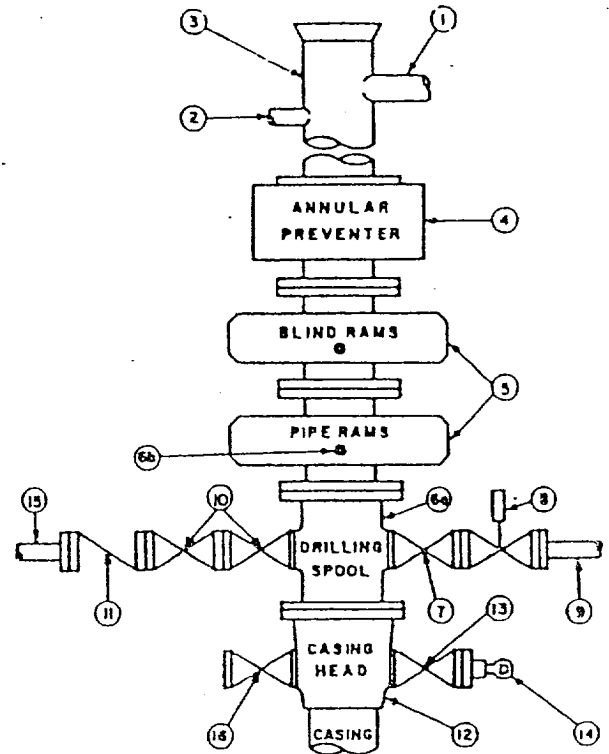 3
1
2
ANNULAR
PREVENTER
4
BLIND RAMS
5
PIPE RAMS
6b
6a
8
15
10
DRILLING
SPOOL
11
7
9
13
CASING
HEAD
16
12
14
CASING